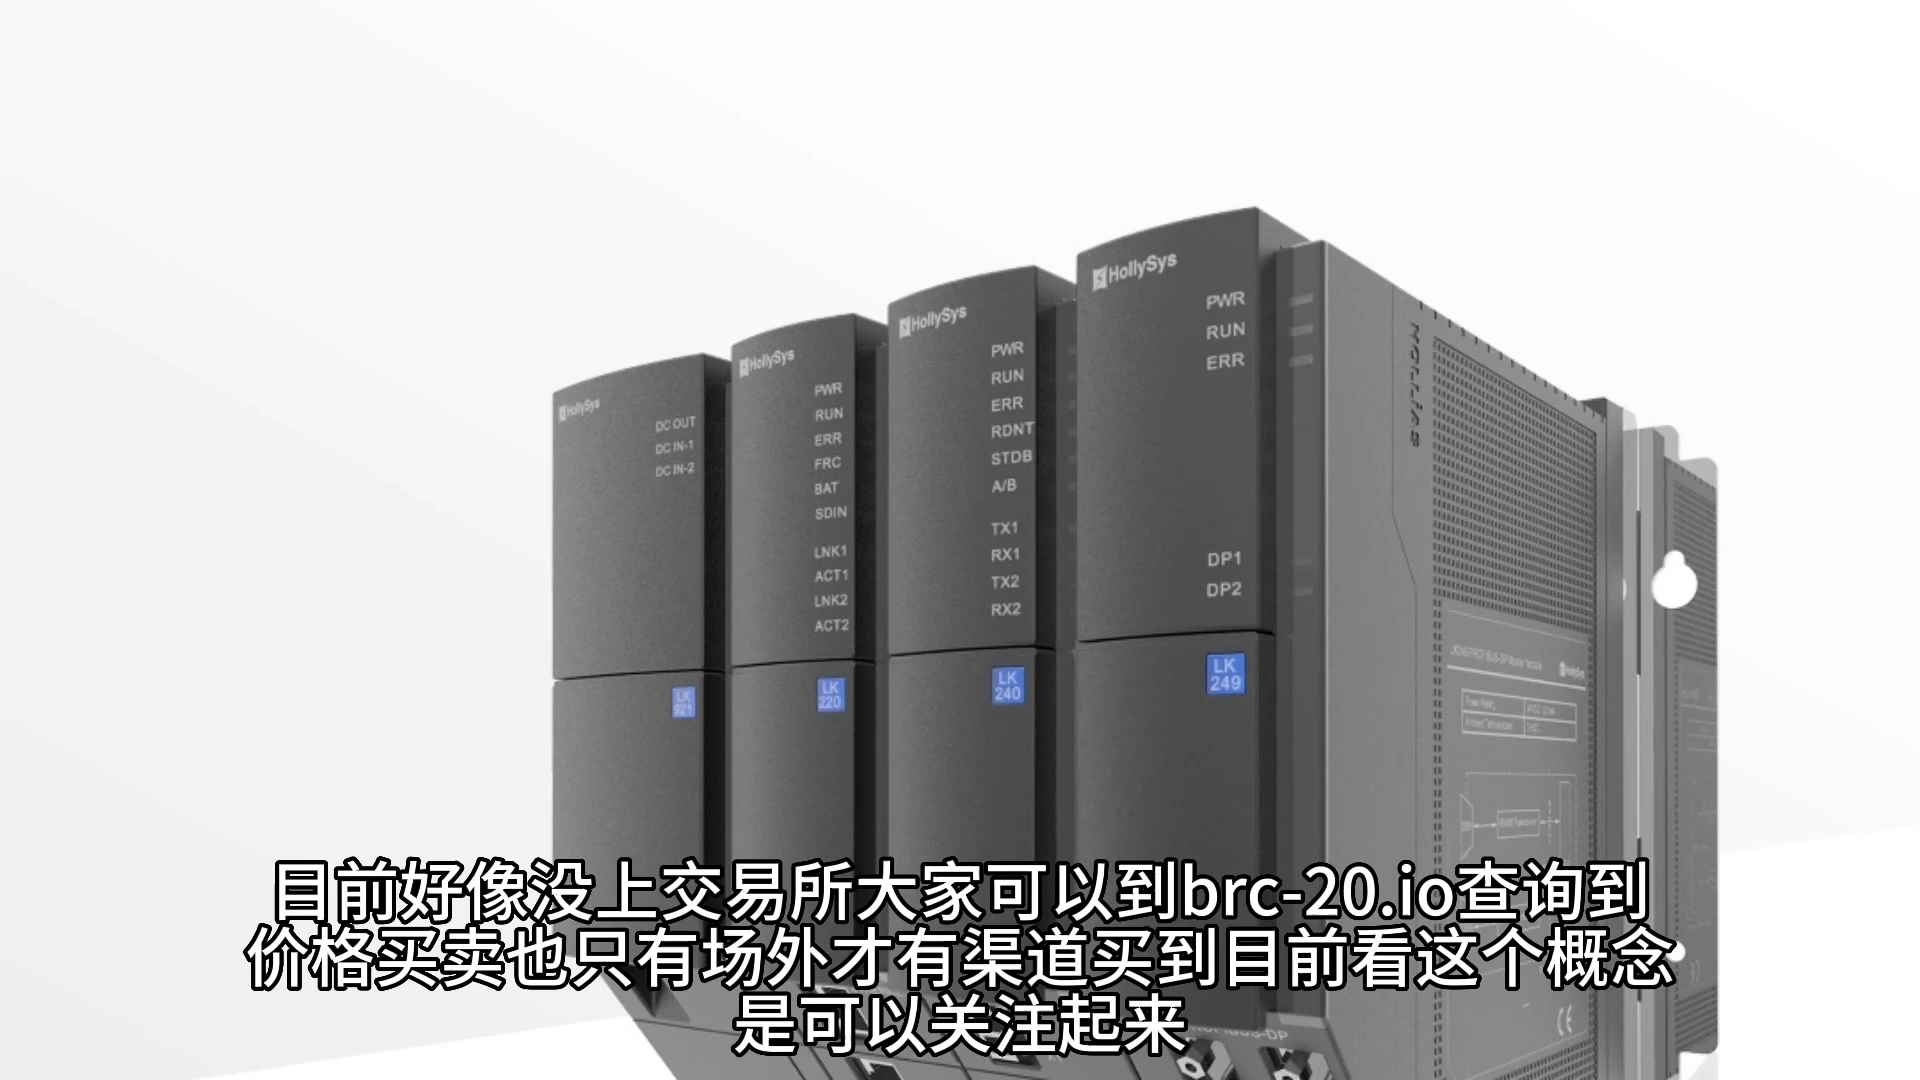 HollySys
DC OUT
DC IN-1
DC IN-2
LK
921
HollySys
PWR
RUN
ERR
FRC
BAT
SDIN
LNK1
ACT1
LNK2
ACT2
LK
220
HollySys
PWR
RUN
ERR
RDNT
STDB
A/B
TX1
RX1
TX2
RX2
LK
240
HollySys
PWR
RUN
ERR
DP1
DP2
LK
249
HOLLiAS
HollySys
Power Rating
CE
目前好像没上交易所大家可以到brc-20.io查询到
价格买卖也只有场外才有渠道买到目前看这个概念
是可以关注起来